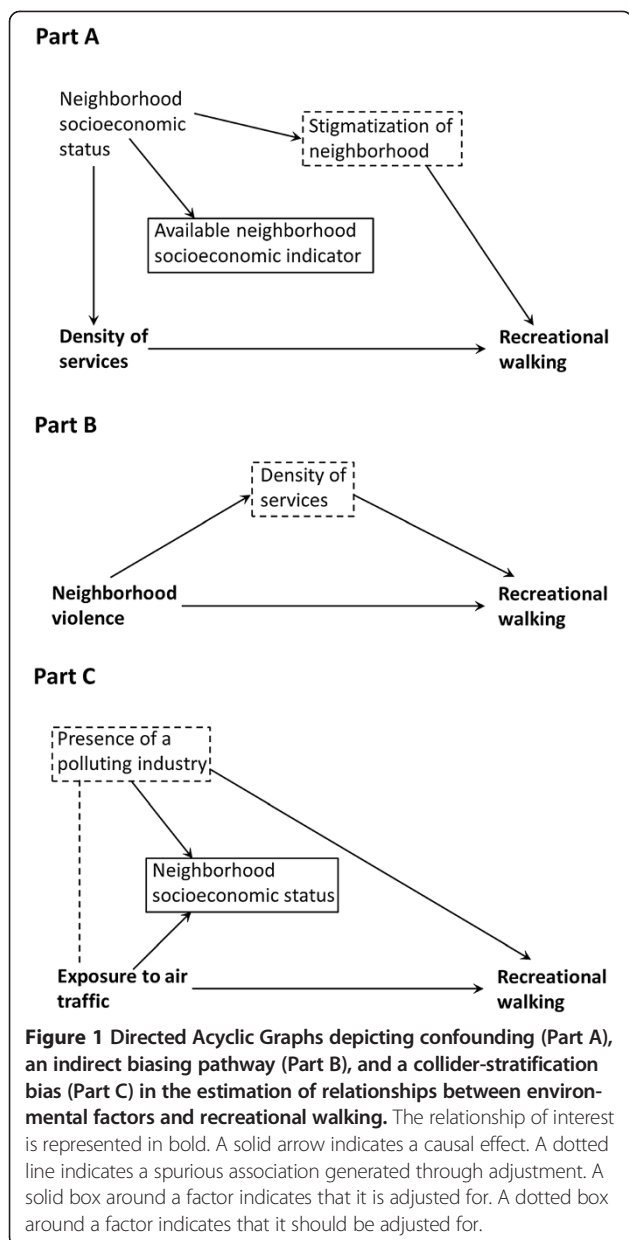 Part A
Neighborhood
socioeconomic
status
Stigmatization of
neighborhood
Available neighborhood
socioeconomic indicator
Density of
services
Recreational
walking
Part B
Density of
services
Neighborhood
violence
Recreational
walking
Part C
Presence of a
polluting industry
Neighborhood
socioeconomic status
Exposure to air
traffic
Recreational
walking
Figure 1 Directed Acyclic Graphs depicting confounding (Part A),
an indirect biasing pathway (Part B), and a collider-stratification
bias (Part C) in the estimation of relationships between environ-
mental factors and recreational walking. The relationship of interest
is represented in bold. A solid arrow indicates a causal effect. A dotted
line indicates a spurious association generated through adjustment. A
solid box around a factor indicates that it is adjusted for. A dotted box
around a factor indicates that it should be adjusted for.